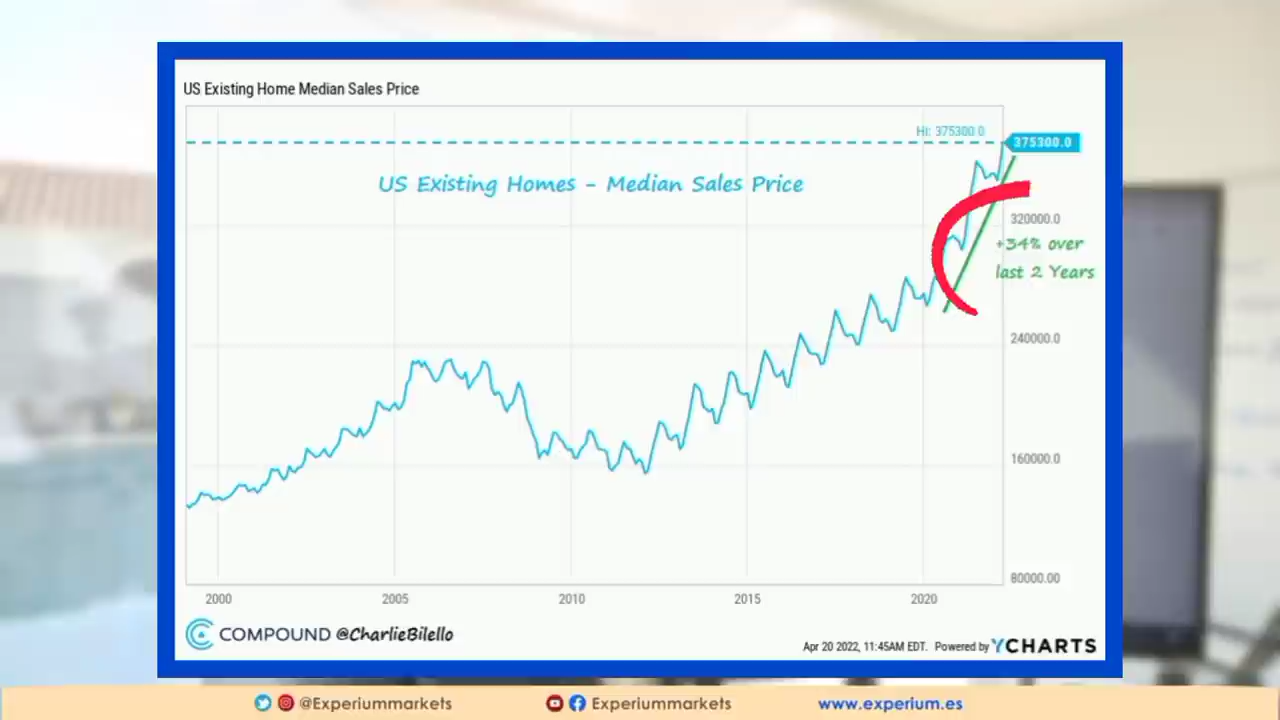 US Existing Home Median Sales Price
Hi: 375300.0
375300.0
US Existing Homes - Median Sales Price
320000.0
+34% over
last 2 Years
240000.0
160000.0
80000.00
2000 2005 2010 2015 2020
COMPOUND @CharlieBilello
Apr 20 2022, 11:45AM EDT. Powered by YCHARTS
@Experiummarkets Experiummarkets www.experium.es